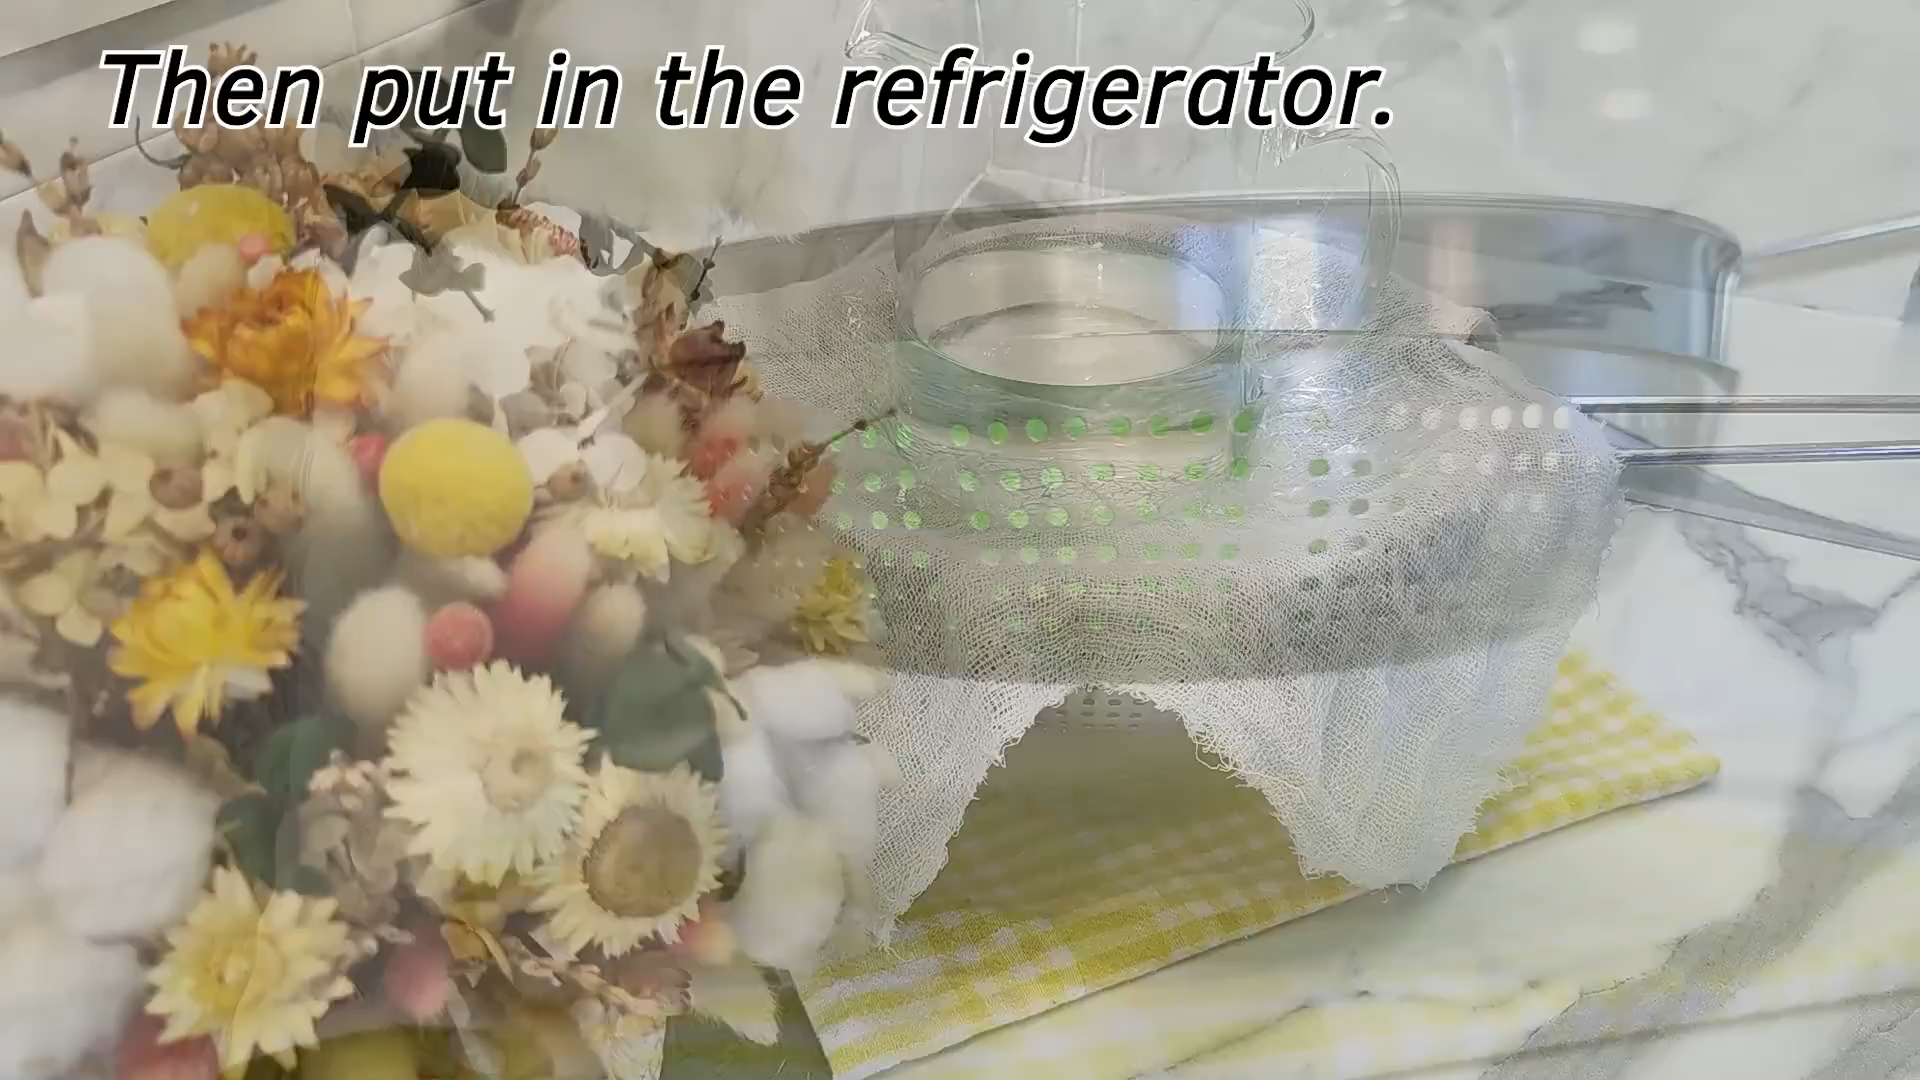 Then put in the refrigerator.